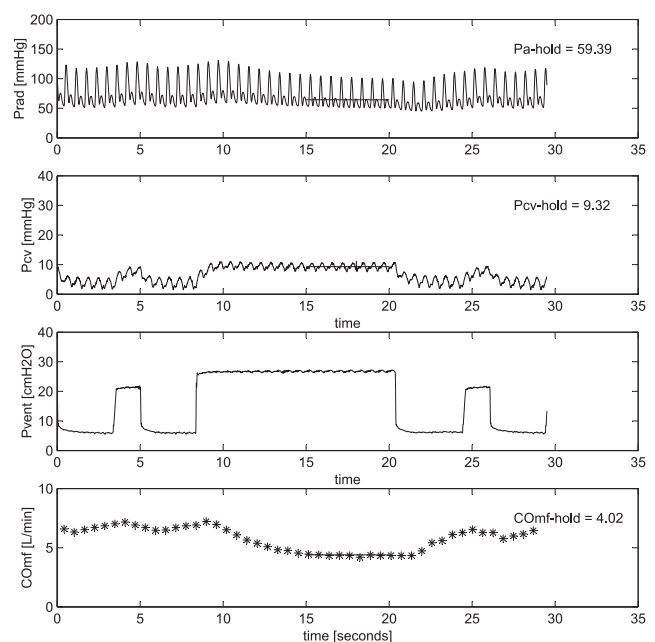 200
150
100
50
0
Prad [mmHg]
Pa-hold = 59.39
0 5 10 15 20 25 30 35
40
30
20
10
0
Pcv [mmHg]
Pcv-hold = 9.32
0 5 10 15 20 25 30 35
time
40
30
20
10
0
Pvent [cmH2O]
0 5 10 15 20 25 30 35
time
10
5
0
COmf [L/min]
COmf-hold = 4.02
0 5 10 15 20 25 30 35
time [seconds]